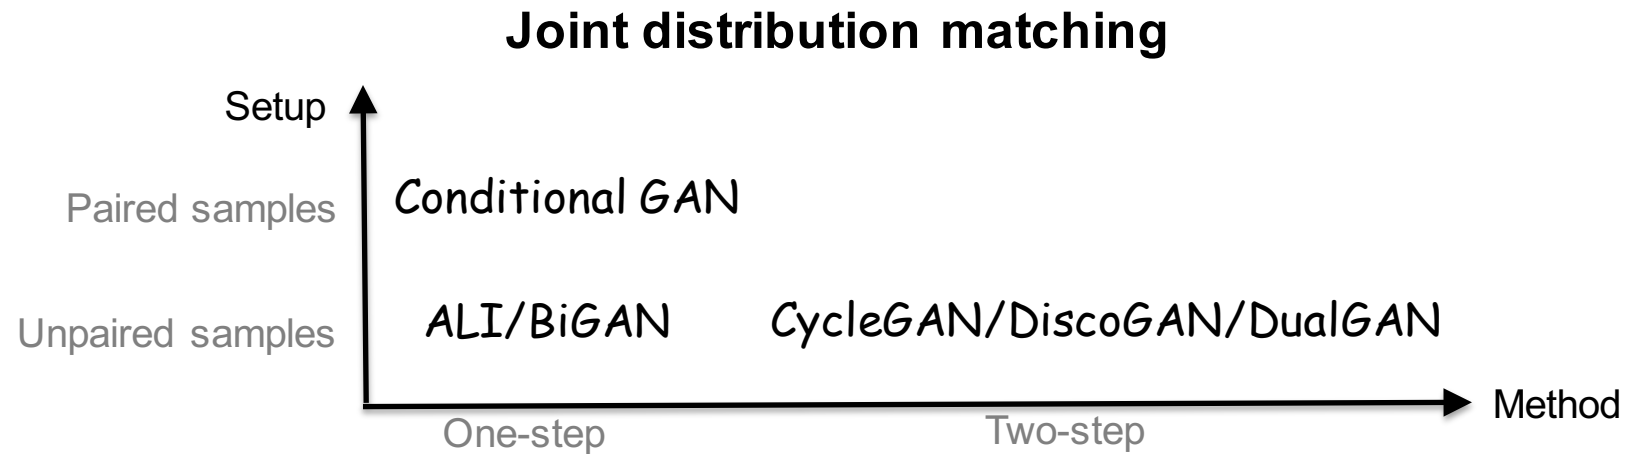 Joint distribution matching
Setup
Paired samples
Conditional GAN
Unpaired samples
ALI/BiGAN
CycleGAN/DiscoGAN/DualGAN
Method
One-step
Two-step